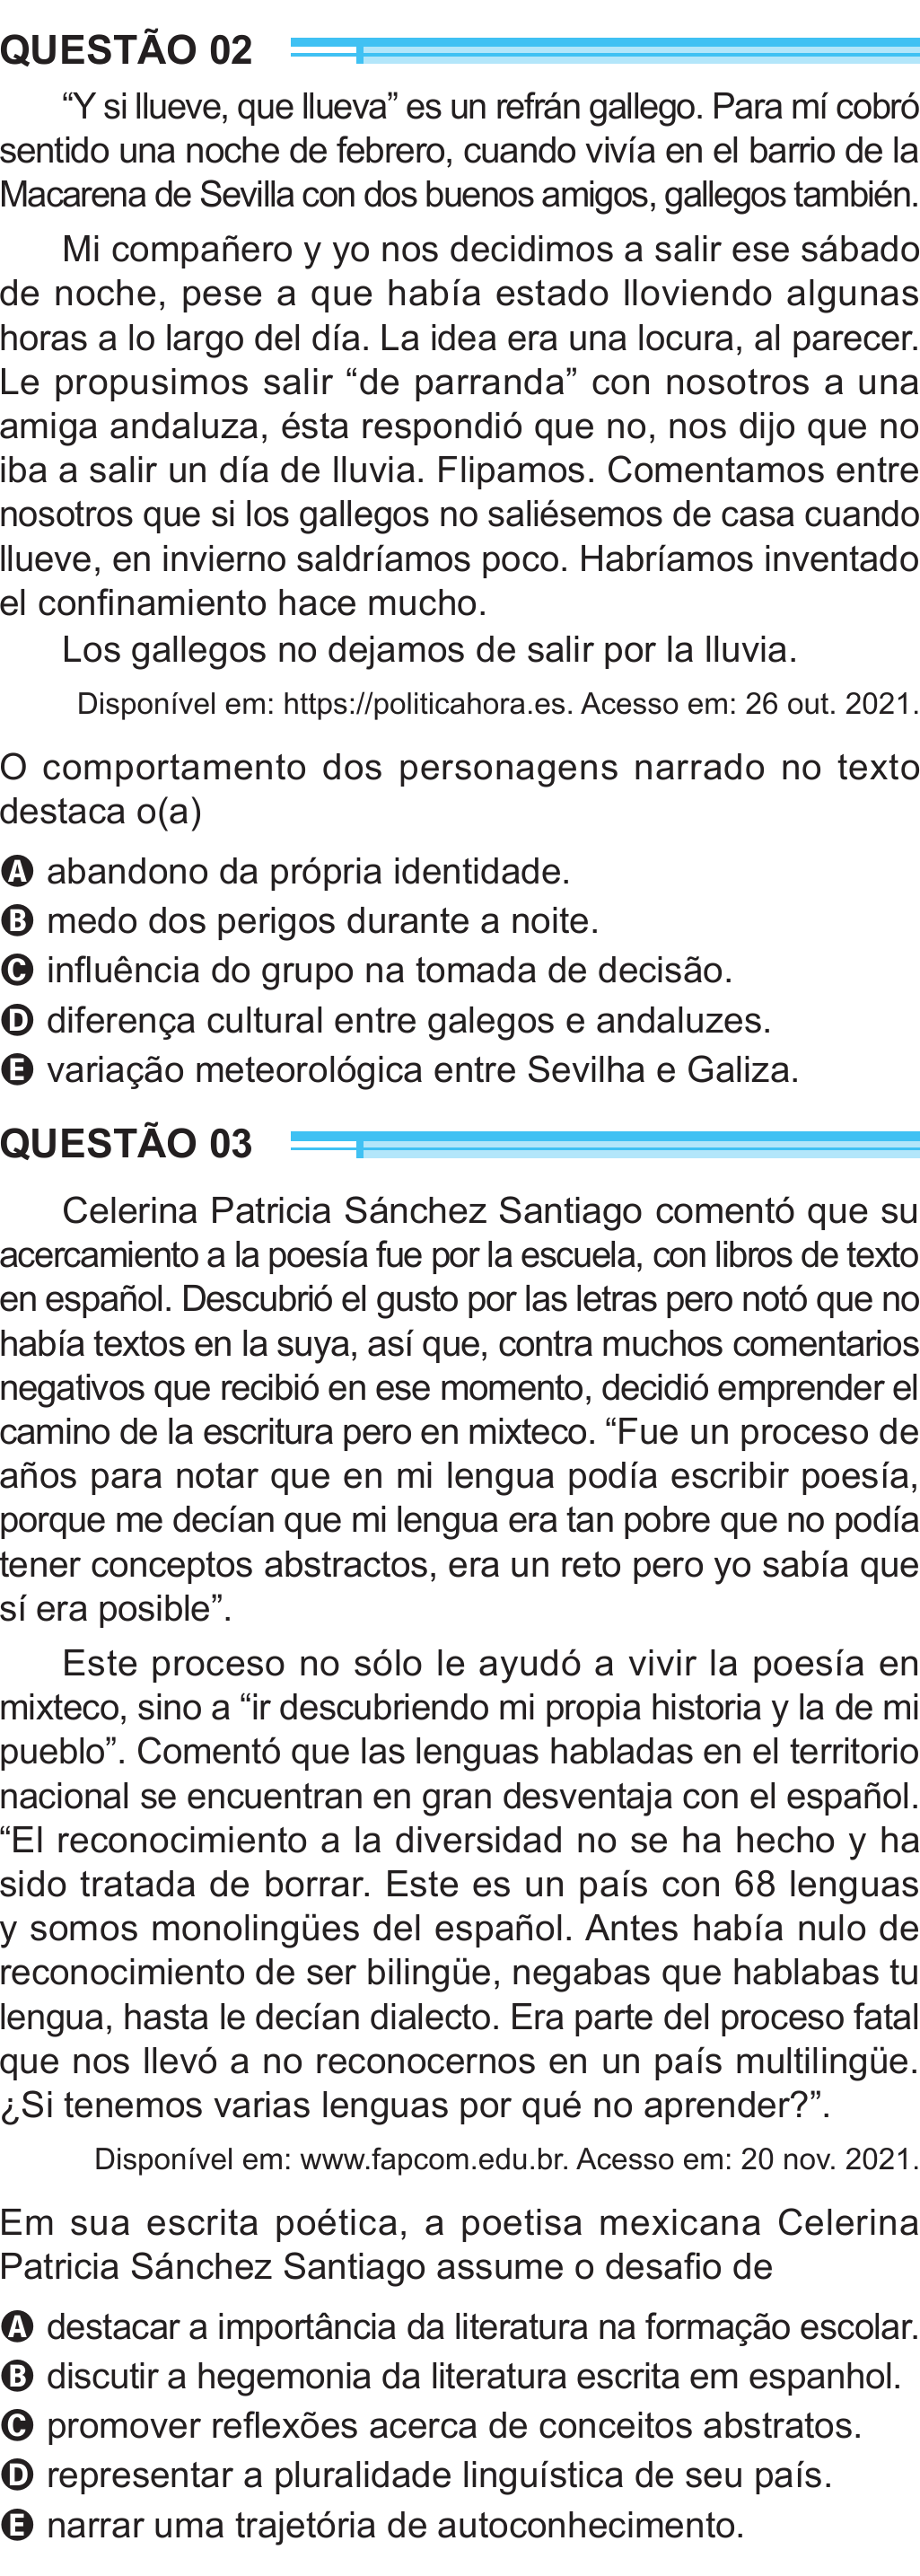 QUESTÃO 02
“Y si llueve, que llueva” es un refrán gallego. Para mí cobró
sentido una noche de febrero, cuando vivía en el barrio de la
Macarena de Sevilla con dos buenos amigos, gallegos también.
Mi compañero y yo nos decidimos a salir ese sábado
de noche, pese a que había estado lloviendo algunas
horas a lo largo del día. La idea era una locura, al parecer.
Le propusimos salir “de parranda” con nosotros a una
amiga andaluza, ésta respondió que no, nos dijo que no
iba a salir un día de lluvia. Flipamos. Comentamos entre
nosotros que si los gallegos no saliésemos de casa cuando
llueve, en invierno saldríamos poco. Habríamos inventado
el confinamiento hace mucho.
Los gallegos no dejamos de salir por la lluvia.
Disponível em: https://politicahora.es. Acesso em: 26 out. 2021.
O comportamento dos personagens narrado no texto
destaca o(a)
A abandono da própria identidade.
B medo dos perigos durante a noite.
C influência do grupo na tomada de decisão.
D diferença cultural entre galegos e andaluzes.
E variação meteorológica entre Sevilha e Galiza.
QUESTÃO 03
Celerina Patricia Sánchez Santiago comentó que su
acercamiento a la poesía fue por la escuela, con libros de texto
en español. Descubrió el gusto por las letras pero notó que no
había textos en la suya, así que, contra muchos comentarios
negativos que recibió en ese momento, decidió emprender el
camino de la escritura pero en mixteco. “Fue un proceso de
años para notar que en mi lengua podía escribir poesía,
porque me decían que mi lengua era tan pobre que no podía
tener conceptos abstractos, era un reto pero yo sabía que
sí era posible”.
Este proceso no sólo le ayudó a vivir la poesía en
mixteco, sino a “ir descubriendo mi propia historia y la de mi
pueblo”. Comentó que las lenguas habladas en el territorio
nacional se encuentran en gran desventaja con el español.
“El reconocimiento a la diversidad no se ha hecho y ha
sido tratada de borrar. Este es un país con 68 lenguas
y somos monolingües del español. Antes había nulo de
reconocimiento de ser bilingüe, negabas que hablabas tu
lengua, hasta le decían dialecto. Era parte del proceso fatal
que nos llevó a no reconocernos en un país multilingüe.
¿Si tenemos varias lenguas por qué no aprender?”.
Disponível em: www.fapcom.edu.br. Acesso em: 20 nov. 2021.
Em sua escrita poética, a poetisa mexicana Celerina
Patricia Sánchez Santiago assume o desafio de
A destacar a importância da literatura na formação escolar.
B discutir a hegemonia da literatura escrita em espanhol.
C promover reflexões acerca de conceitos abstratos.
D representar a pluralidade linguística de seu país.
E narrar uma trajetória de autoconhecimento.